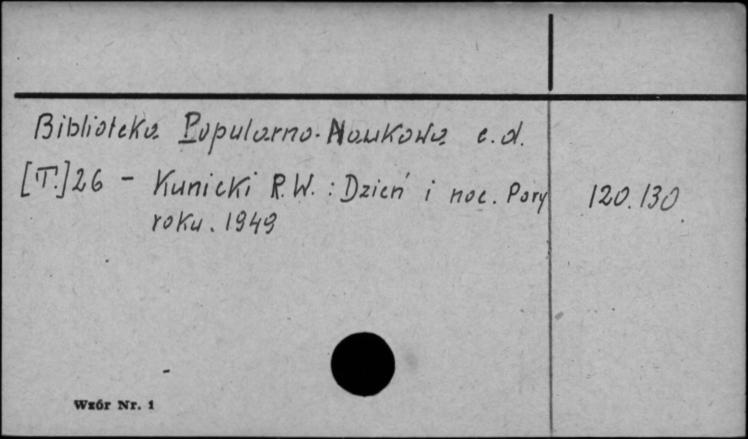 Biblioteka Popularno-Naukowa c.d.
[T.]26 - Kunicki R.W. : Dzień i noc. Pory 120.130
roku. 1949
Wzór Nr. 1